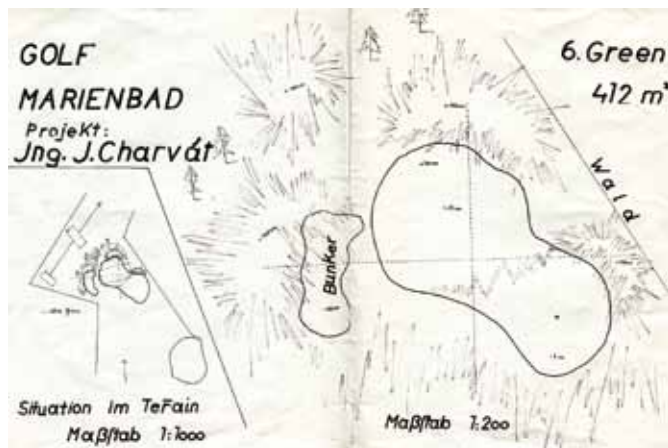 GOLF
MARIENBAD
Projekt:
Jng. J. Charvát
6. Green
412 m²
Wald
Bunker
Situation im Teřain
Maßſtab 1:1000
Maßſtab 1:200